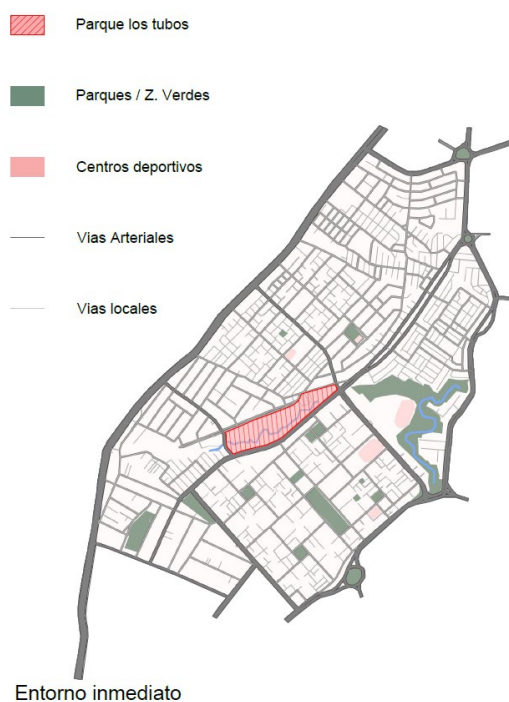 Parque los tubos
Parques / Z. Verdes
Centros deportivos
Vias Arteriales
Vias locales
Entorno inmediato